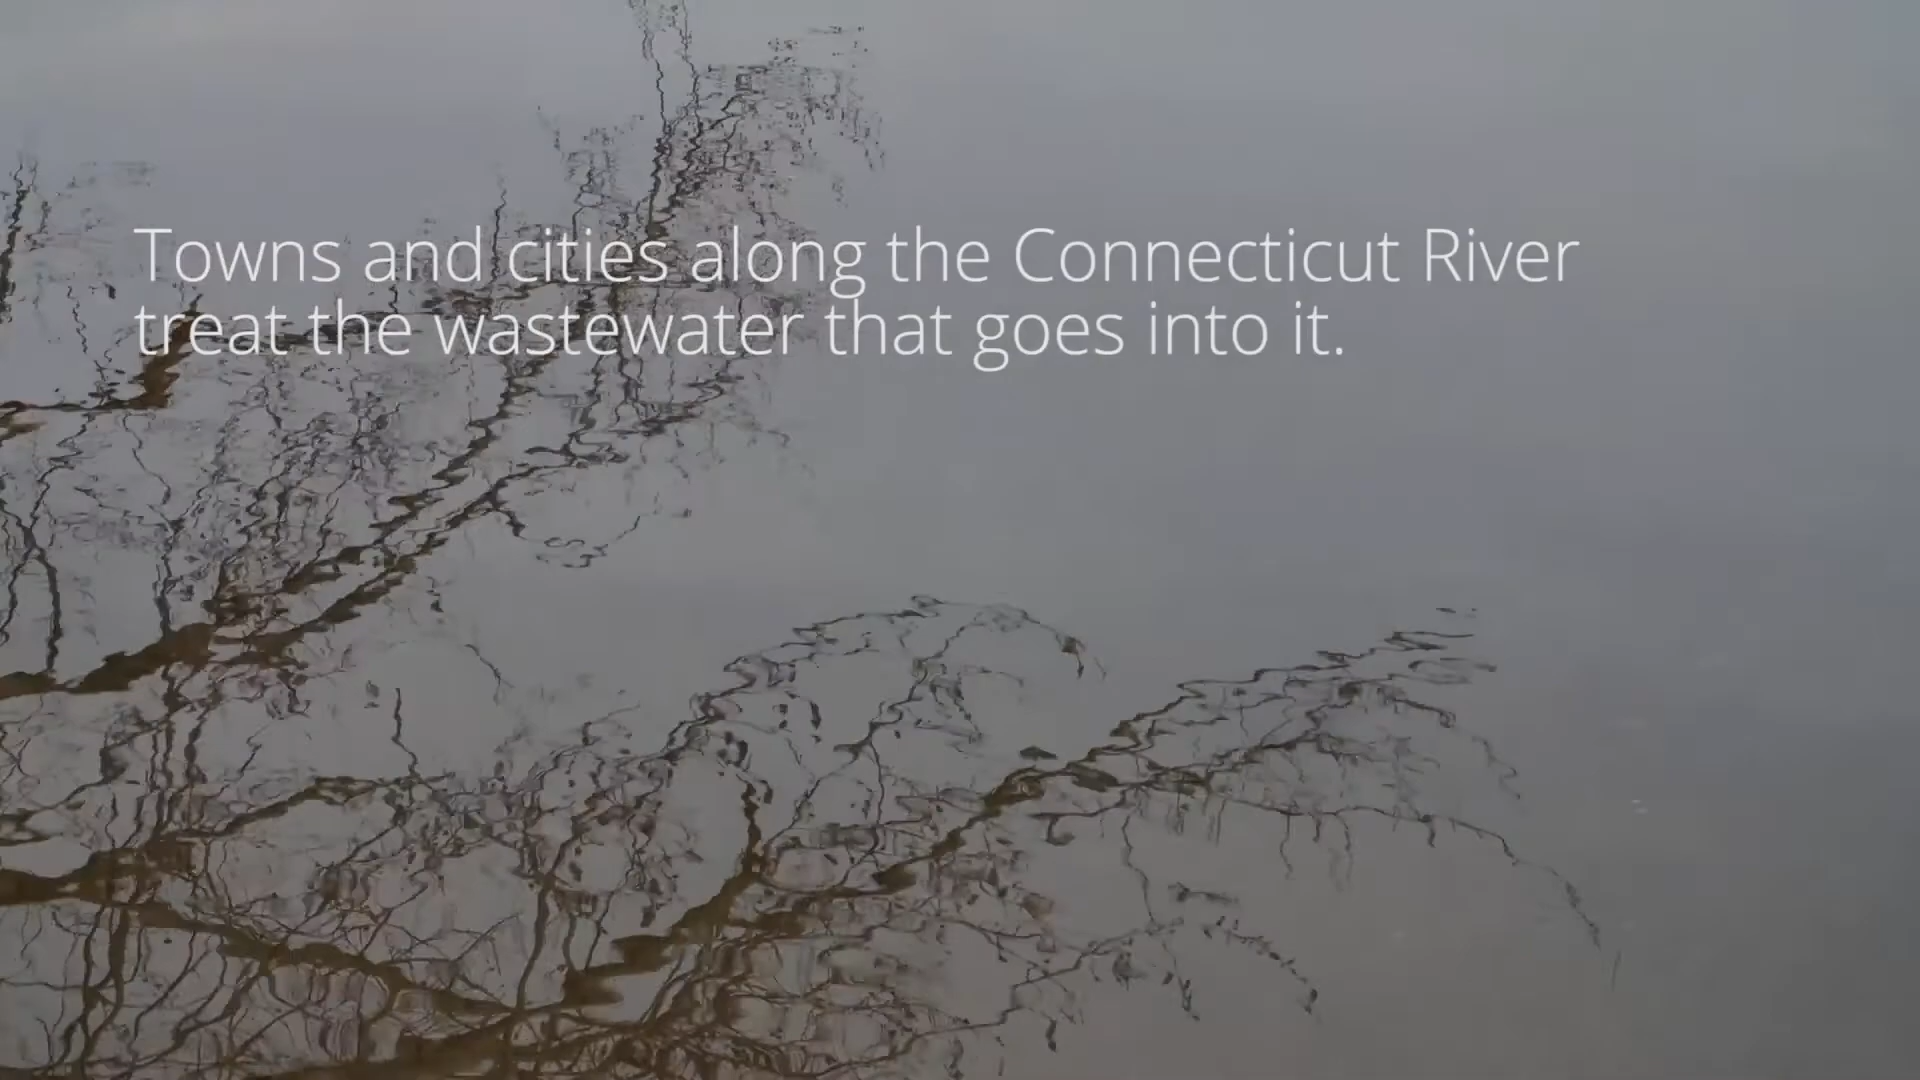 Towns and cities along the Connecticut River
treat the wastewater that goes into it.